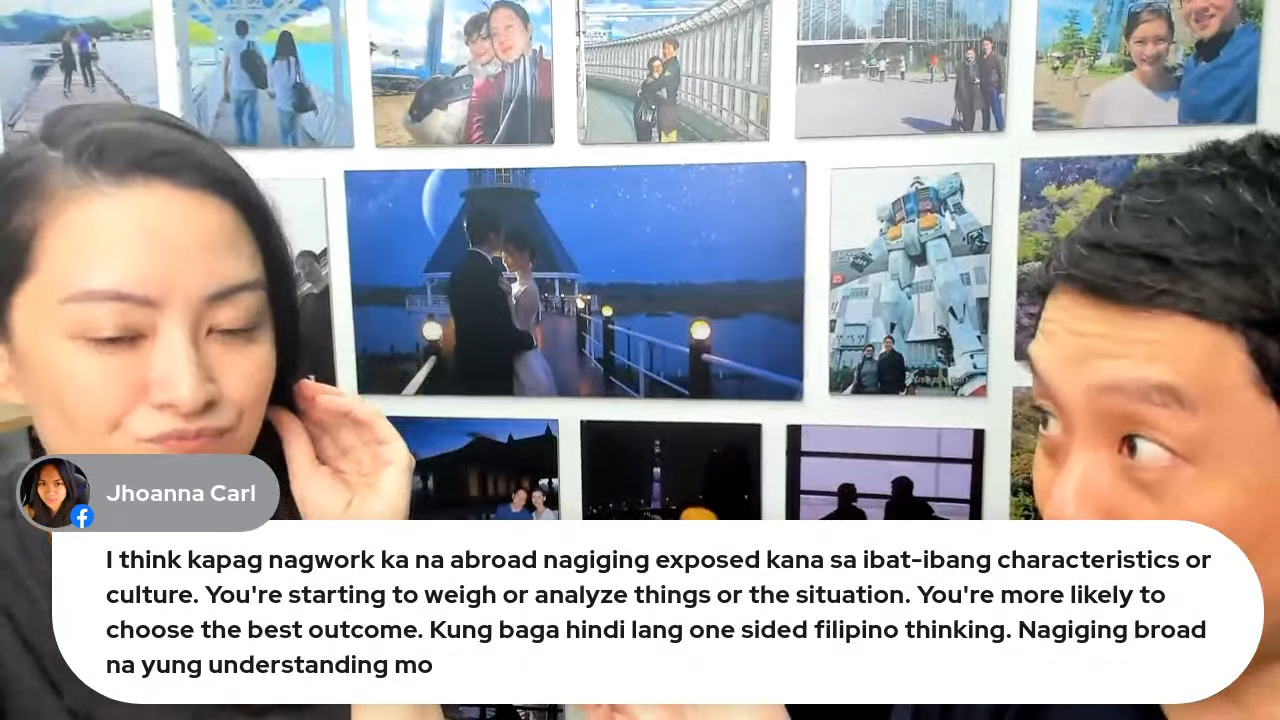 Jhoanna Carl
I think kapag nagwork ka na abroad nagiging exposed kana sa ibat-ibang characteristics or
culture. You're starting to weigh or analyze things or the situation. You're more likely to
choose the best outcome. Kung baga hindi lang one sided filipino thinking. Nagiging broad
na yung understanding mo